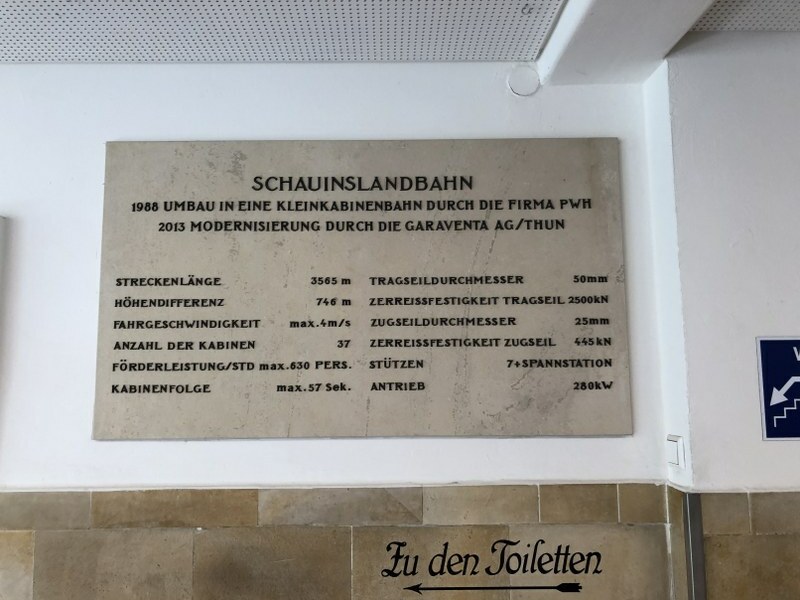 SCHAUINSLANDBAHN
1988 UMBAU IN EINE KLEINKABINENBAHN DURCH DIE FIRMA PWH
2013 MODERNISIERUNG DURCH DIE GARAVENTA AG/THUN
STRECKENLÄNGE 3565 m
HÖHENDIFFERENZ 746 m
FAHRGESCHWINDIGKEIT max.4m/s
ANZAHL DER KABINEN 37
FÖRDERLEISTUNG/STD max.630 PERS.
KABINENFOLGE max.57 Sek.
TRAGSEILDURCHMESSER 50mm
ZERREISSFESTIGKEIT TRAGSEIL 2500kN
ZUGSEILDURCHMESSER 25mm
ZERREISSFESTIGKEIT ZUGSEIL 445kN
STÜTZEN 7+SPANNSTATION
ANTRIEB 280kW
Zu den Toiletten